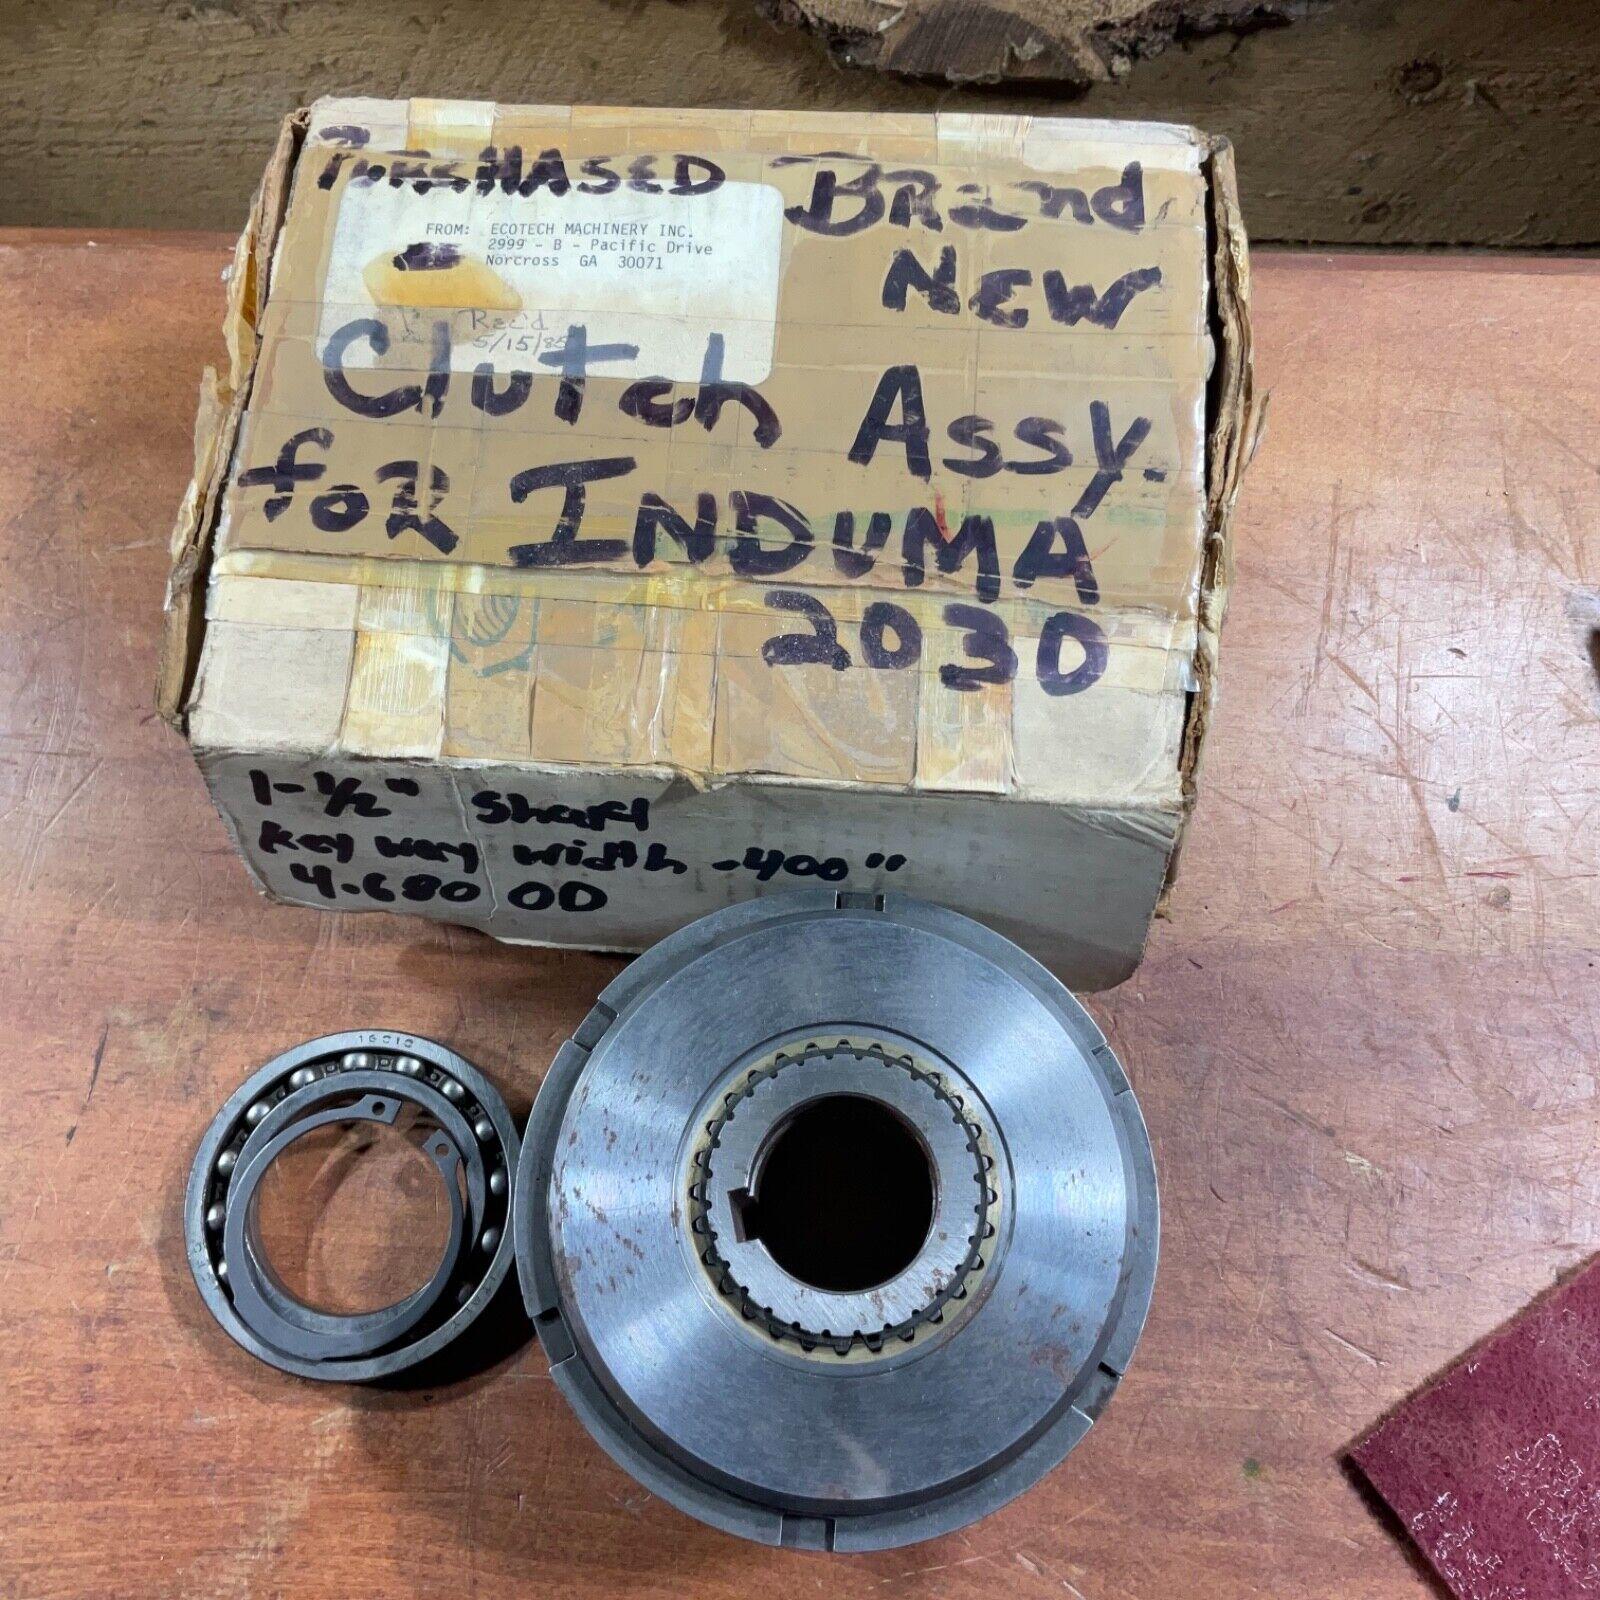 PURCHASED BRand
NEW
FROM: ECOTECH MACHINERY INC.
2999 - B - Pacific Drive
Norcross GA 30071
Rec'd
5/15/85
Clutch Assy.
foR INDUMA
2030
1-1/2" Shaft
key way width .400"
4.680 OD
16010